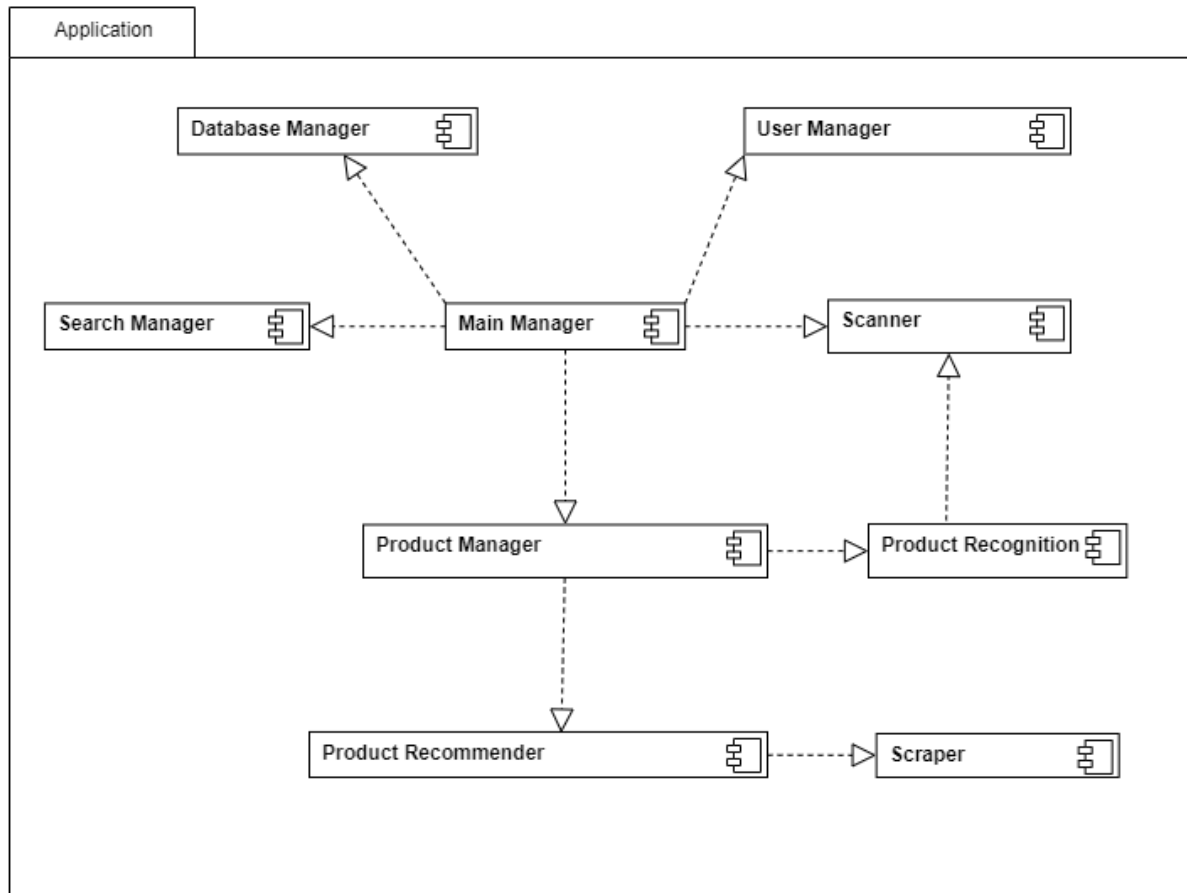 Application
Database Manager
User Manager
Search Manager
Main Manager
Scanner
Product Manager
Product Recognition
Product Recommender
Scraper